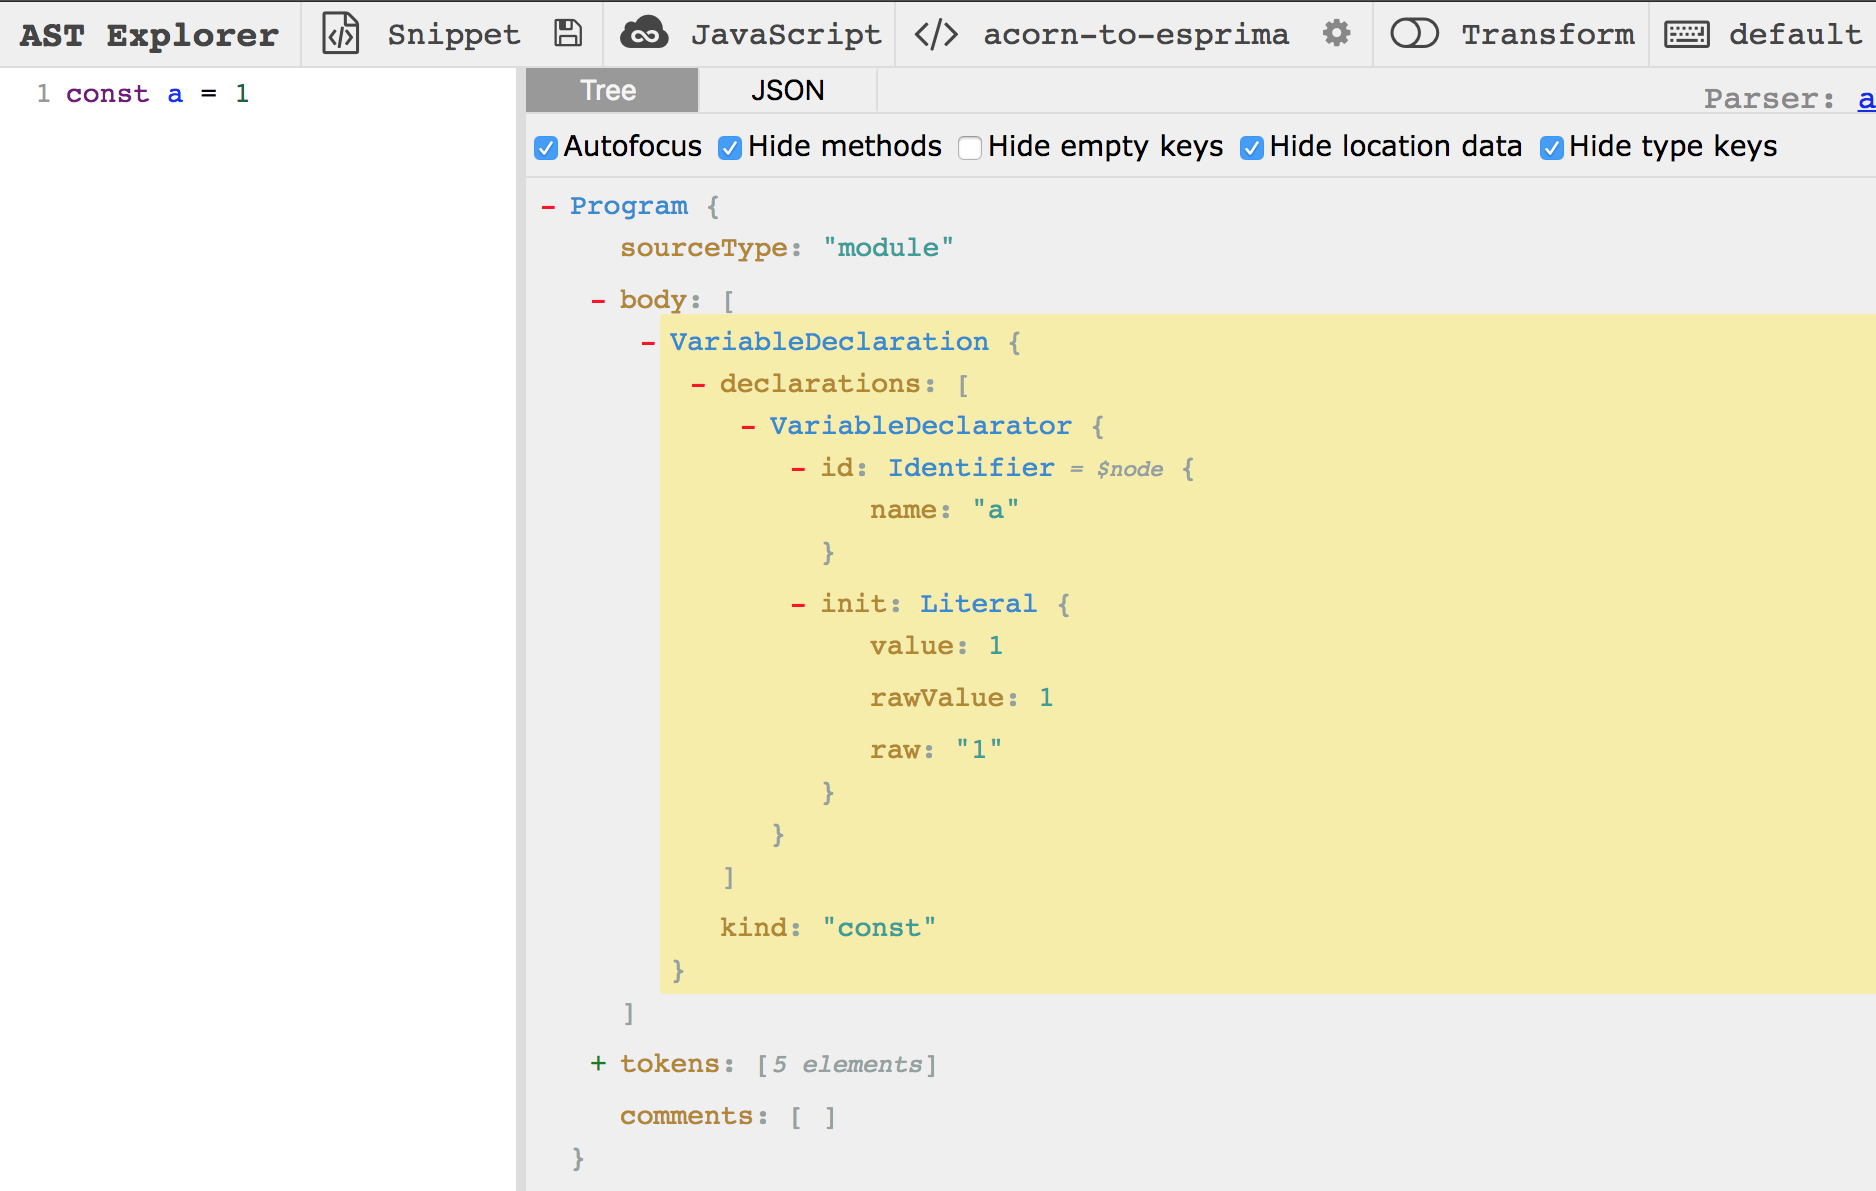 AST Explorer Snippet JavaScript acorn-to-esprima Transform default
1 const a = 1
Tree JSON Parser: a
Autofocus Hide methods Hide empty keys Hide location data Hide type keys
- Program {
sourceType: "module"
- body: [
- VariableDeclaration {
- declarations: [
- VariableDeclarator {
- id: Identifier = $node {
name: "a"
}
- init: Literal {
value: 1
rawValue: 1
raw: "1"
}
}
]
kind: "const"
}
]
+ tokens: [5 elements]
comments: [ ]
}